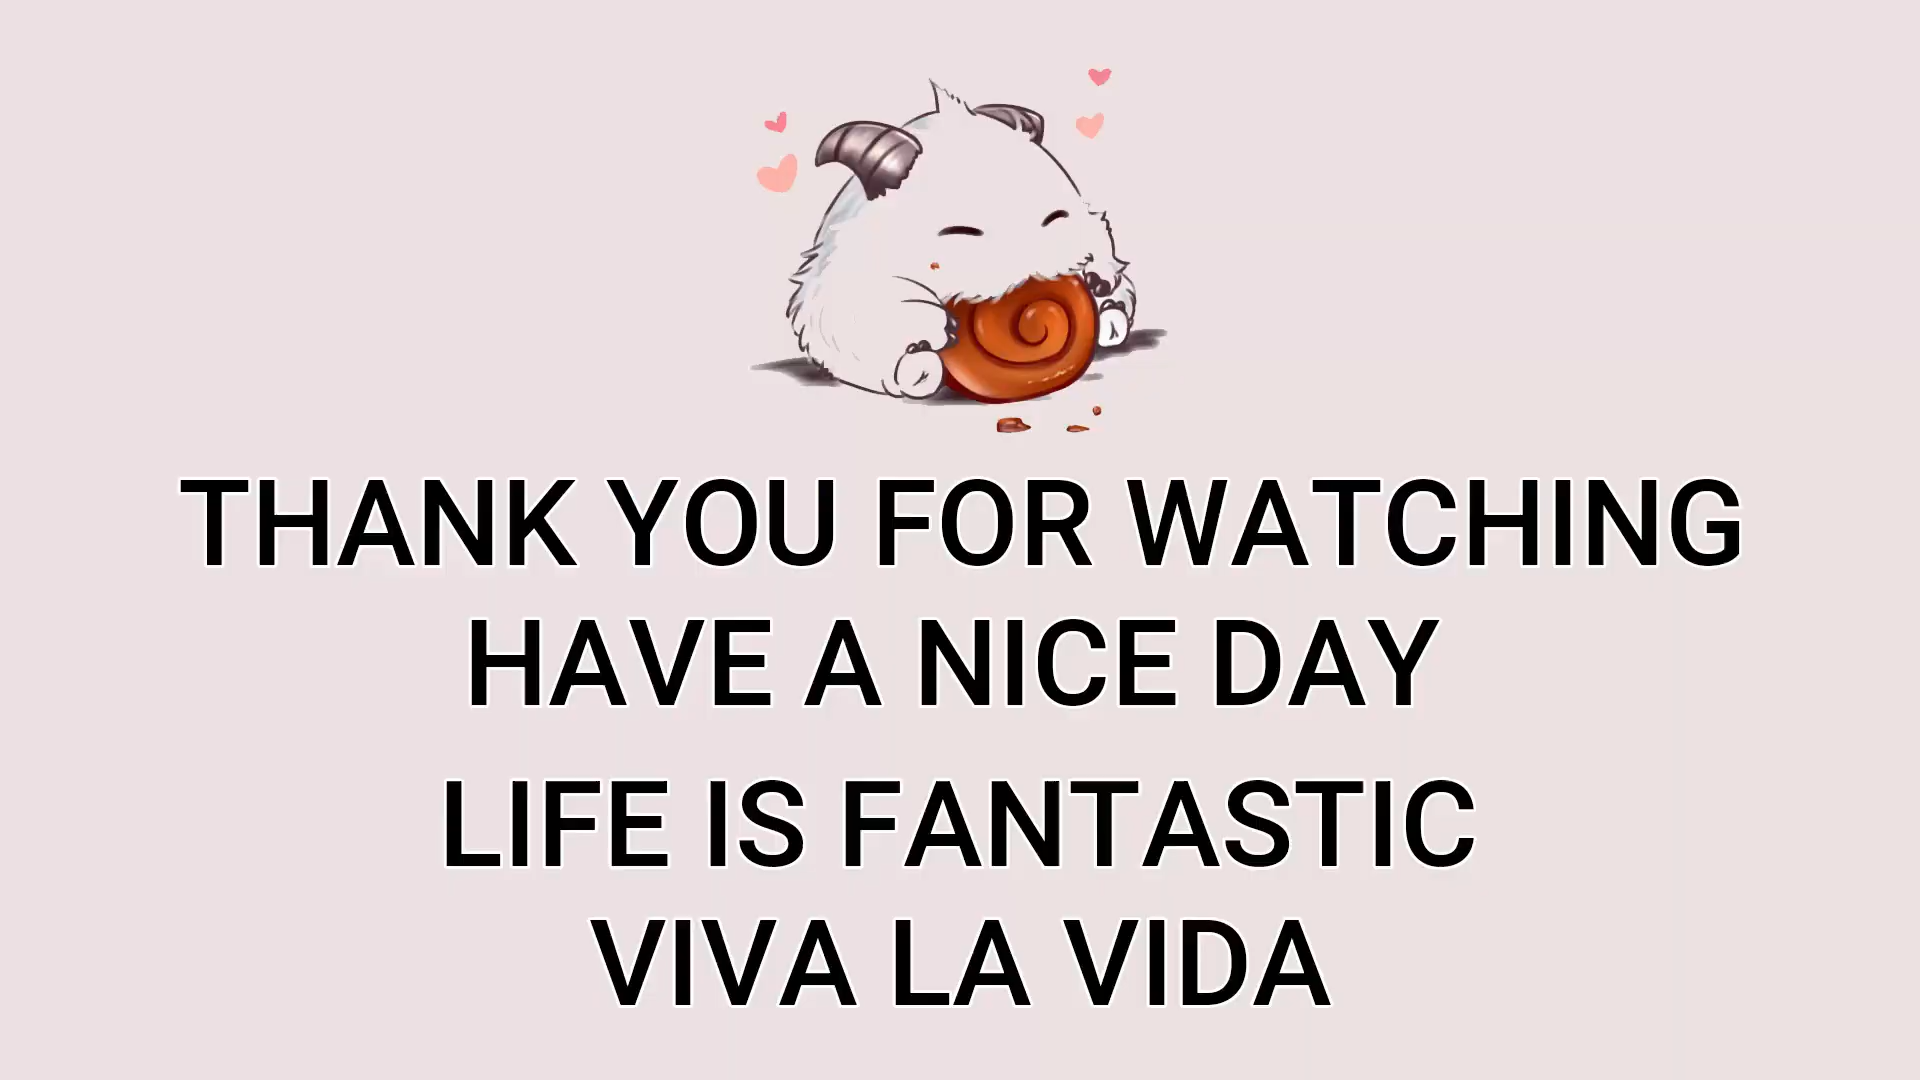 THANK YOU FOR WATCHING
HAVE A NICE DAY
LIFE IS FANTASTIC
VIVA LA VIDA